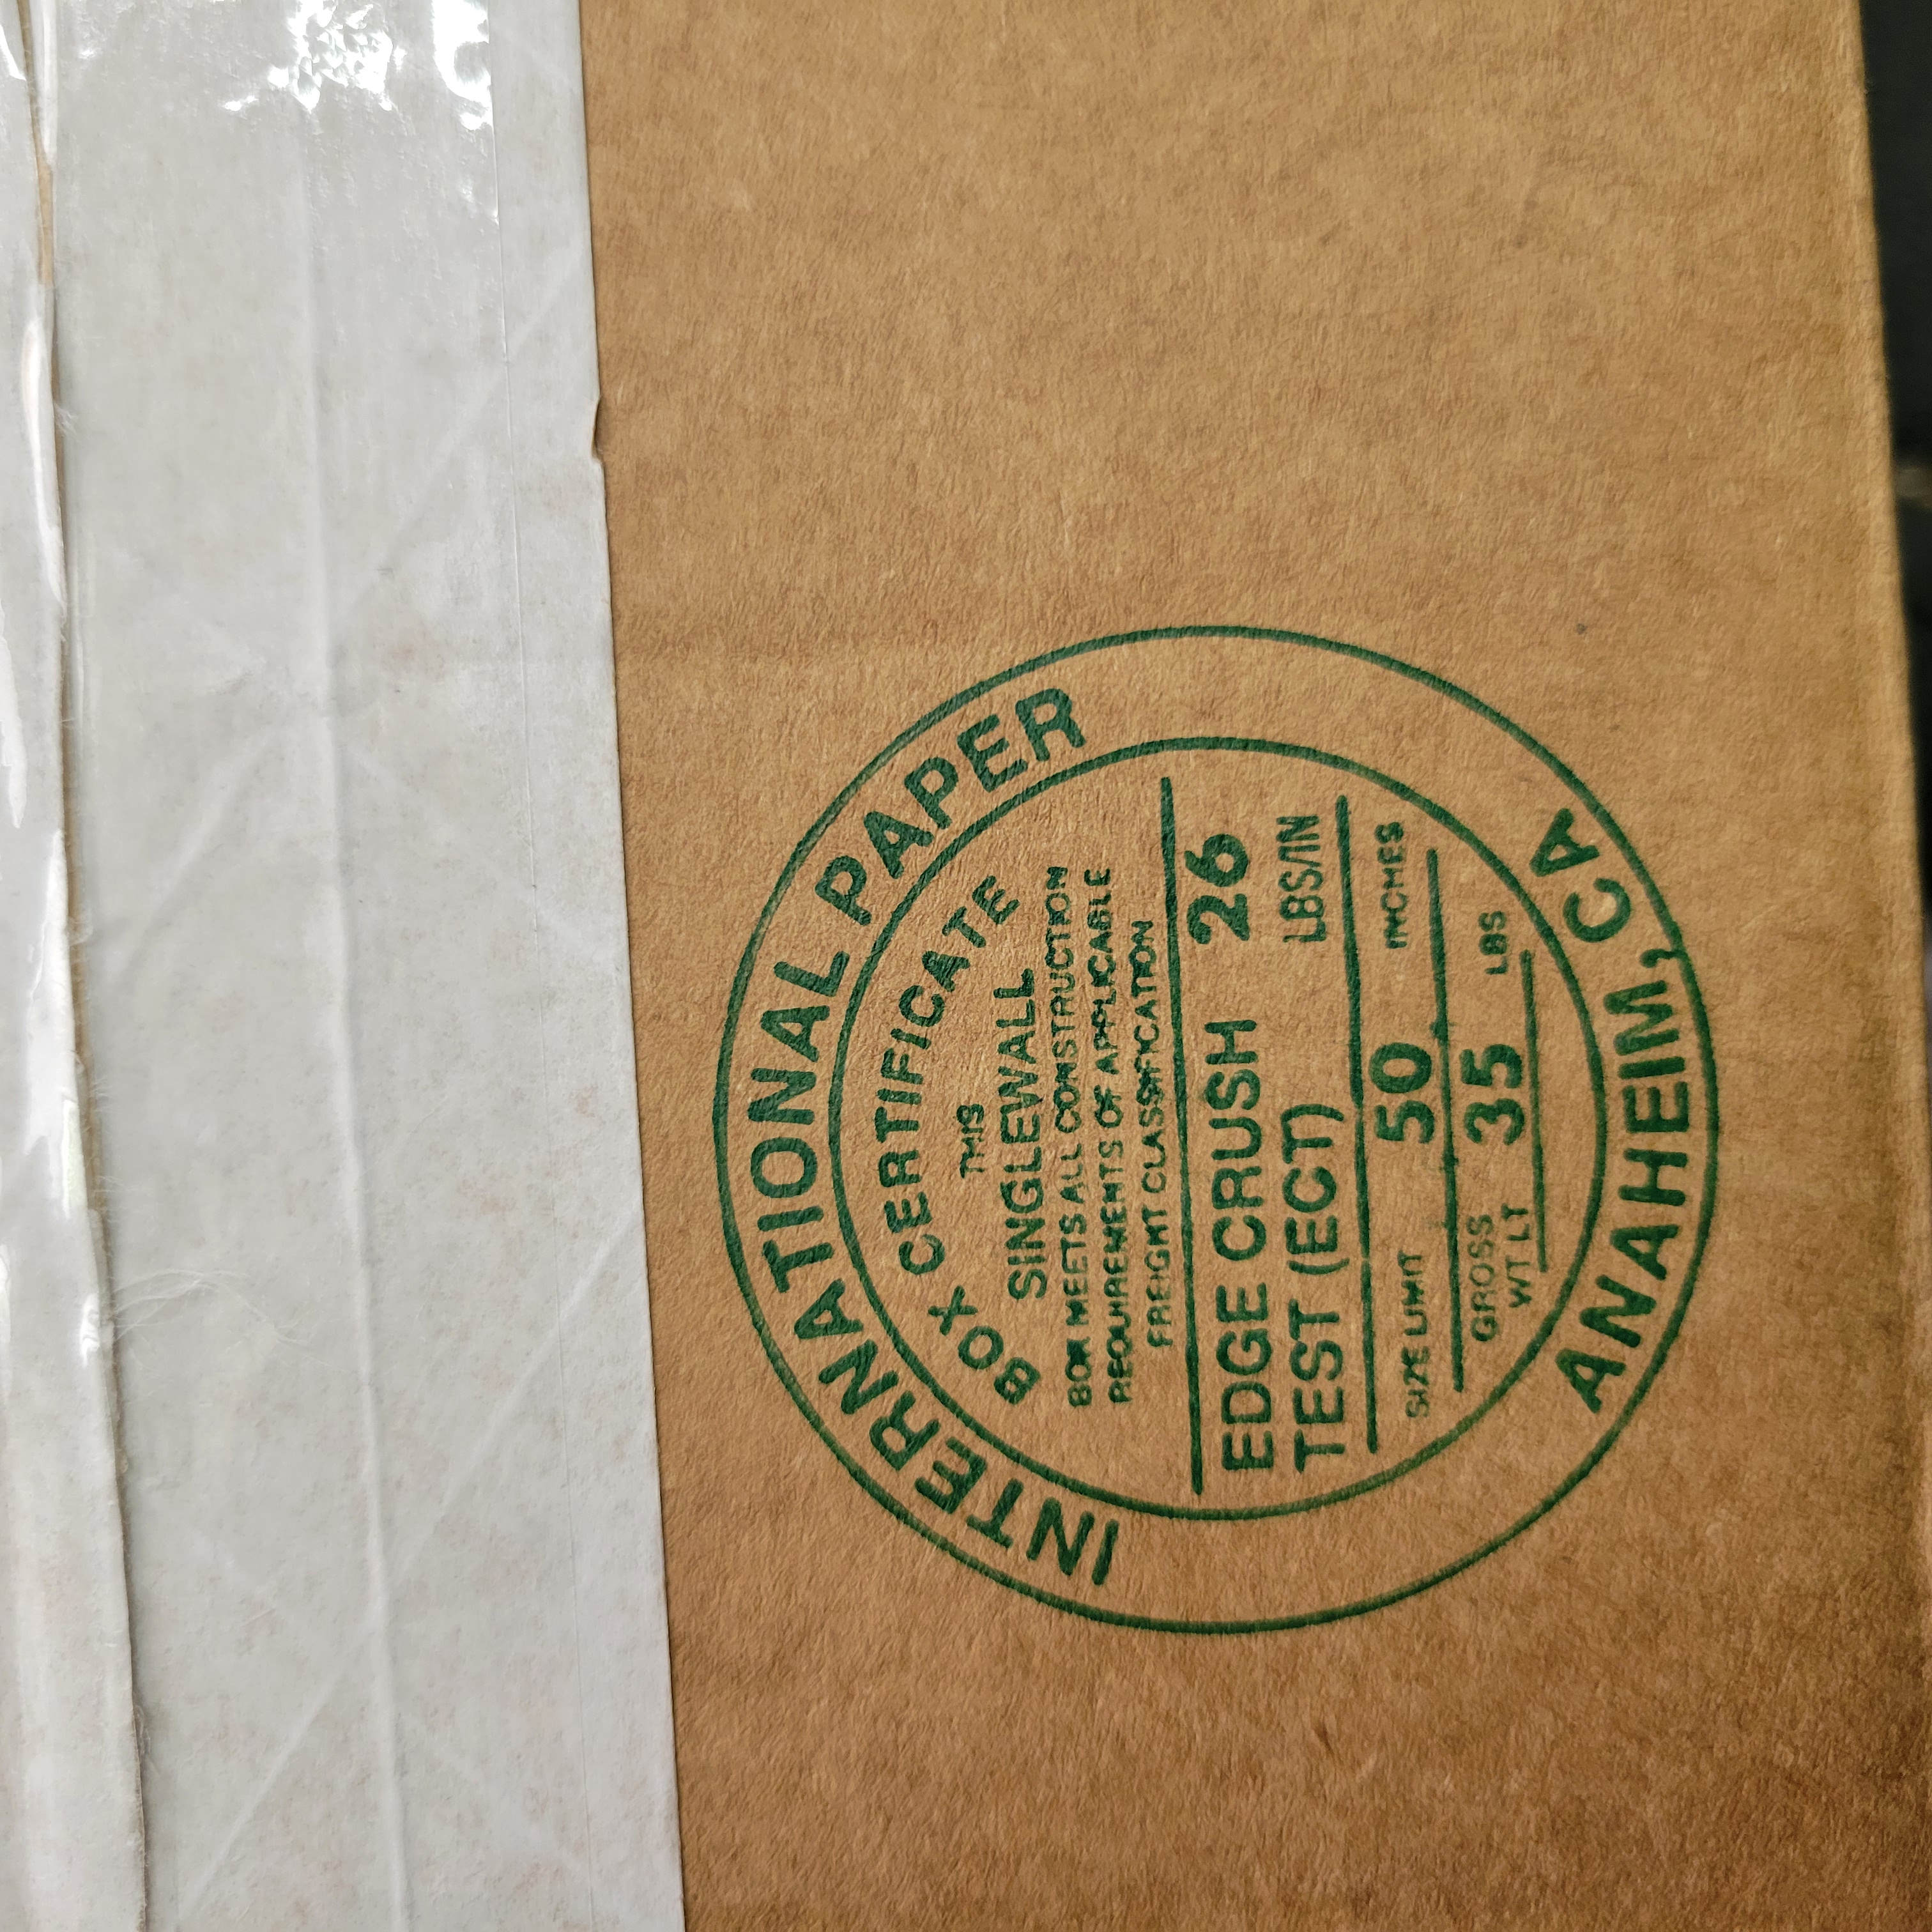 INTERNATIONAL PAPER
BOX CERTIFICATE
THIS
SINGLEWALL
BOX MEETS ALL CONSTRUCTION
REQUIREMENTS OF APPLICABLE
FREIGHT CLASSIFICATION
EDGE CRUSH 26
TEST (ECT) LBS/IN
SIZE LIMIT 50 INCHES
GROSS 35 LBS
WT LT
ANAHEIM, CA